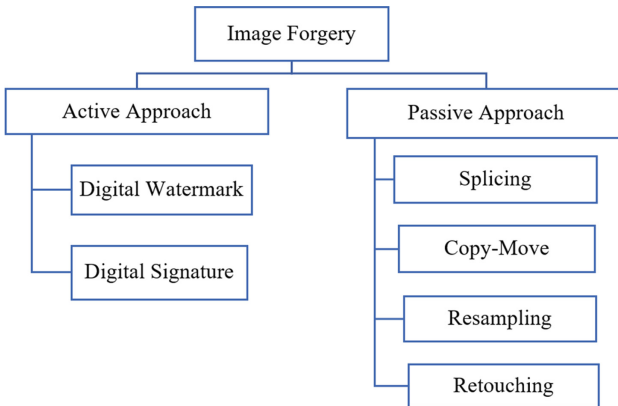 Image Forgery
Active Approach
Passive Approach
Digital Watermark
Digital Signature
Splicing
Copy-Move
Resampling
Retouching